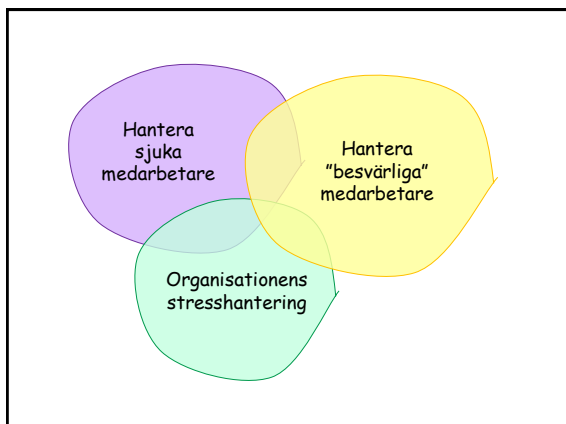 Hantera
sjuka
medarbetare
Hantera
”besvärliga”
medarbetare
Organisationens
stresshantering